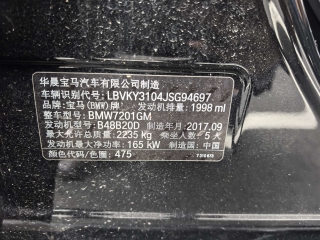 华晨宝马汽车有限公司制造
车辆识别代号: LBVKY3104JSG94697
品牌: 宝马(BMW)牌 发动机排量: 1998 ml
整车型号: BMW7201GM
发动机型号: B48B20D 制造年月: 2017.09
最大允许总质量: 2235 kg 乘坐人数: 5人
发动机最大净功率: 165 kW 制造国: 中国
颜色代码/色圈: 475